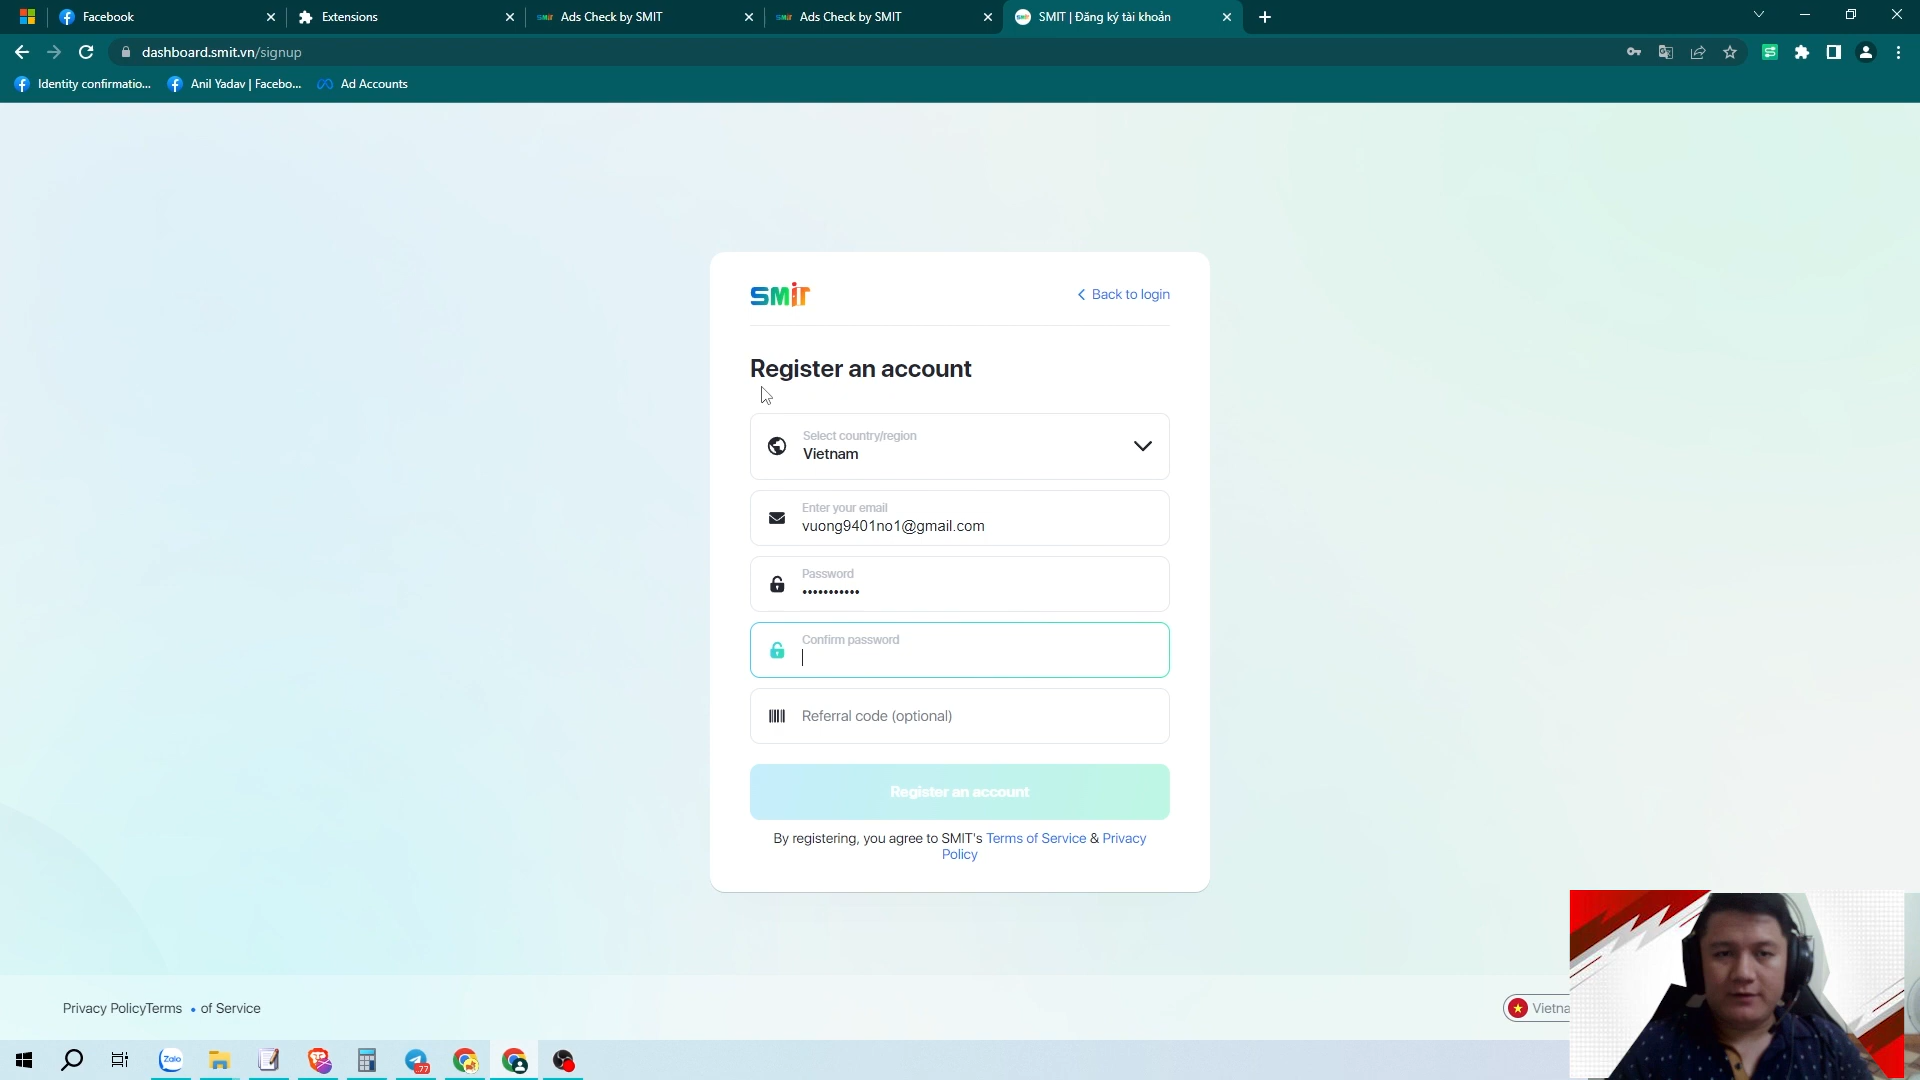 Facebook
Extensions
Ads Check by SMIT
Ads Check by SMIT
SMIT | Đăng ký tài khoản
dashboard.smit.vn/signup
Identity confirmatio...
Anil Yadav | Facebo...
Ad Accounts
SMIT
Back to login
Register an account
Select country/region
Vietnam
Enter your email
vuong9401no1@gmail.com
Password
•••••••••••
Confirm password
Referral code (optional)
Register an account
By registering, you agree to SMIT's Terms of Service & Privacy
Policy
Privacy PolicyTerms • of Service
Vietna
Zalo
77